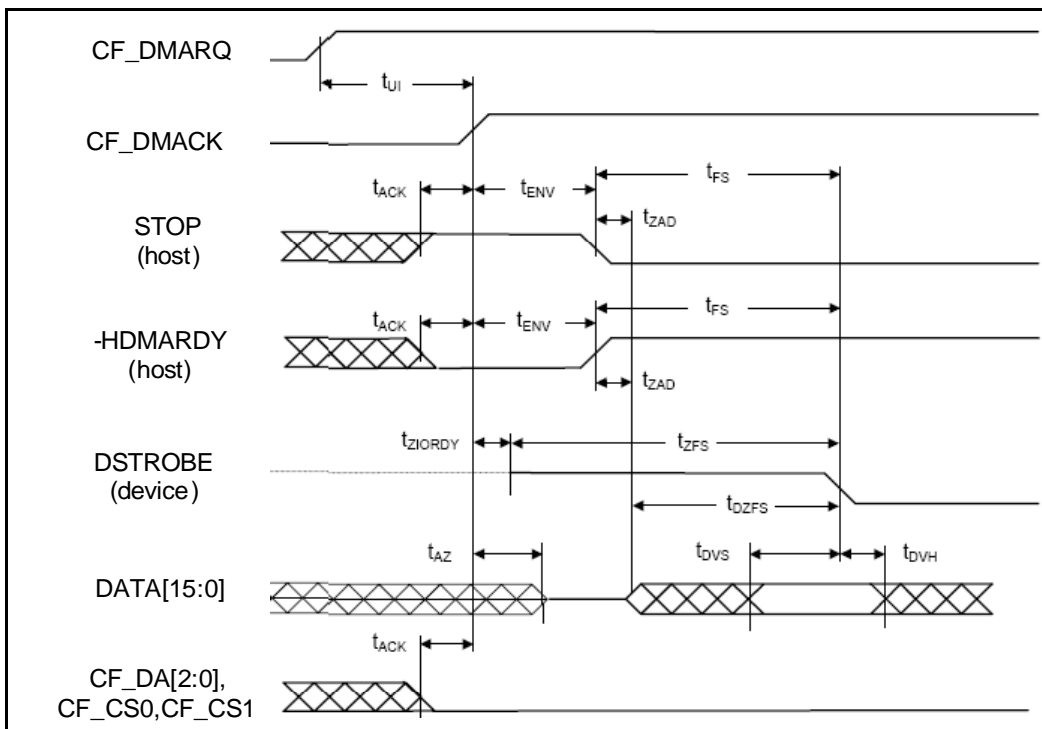 CF_DMARQ
tUI
CF_DMACK
tACK tENV tFS
tZAD
STOP
(host)
tACK tENV tFS
-HDMARDY
(host)
tZAD
tZIORDY tZFS
DSTROBE
(device)
tDZFS
tAZ tDVS tDVH
DATA[15:0]
tACK
CF_DA[2:0],
CF_CS0,CF_CS1